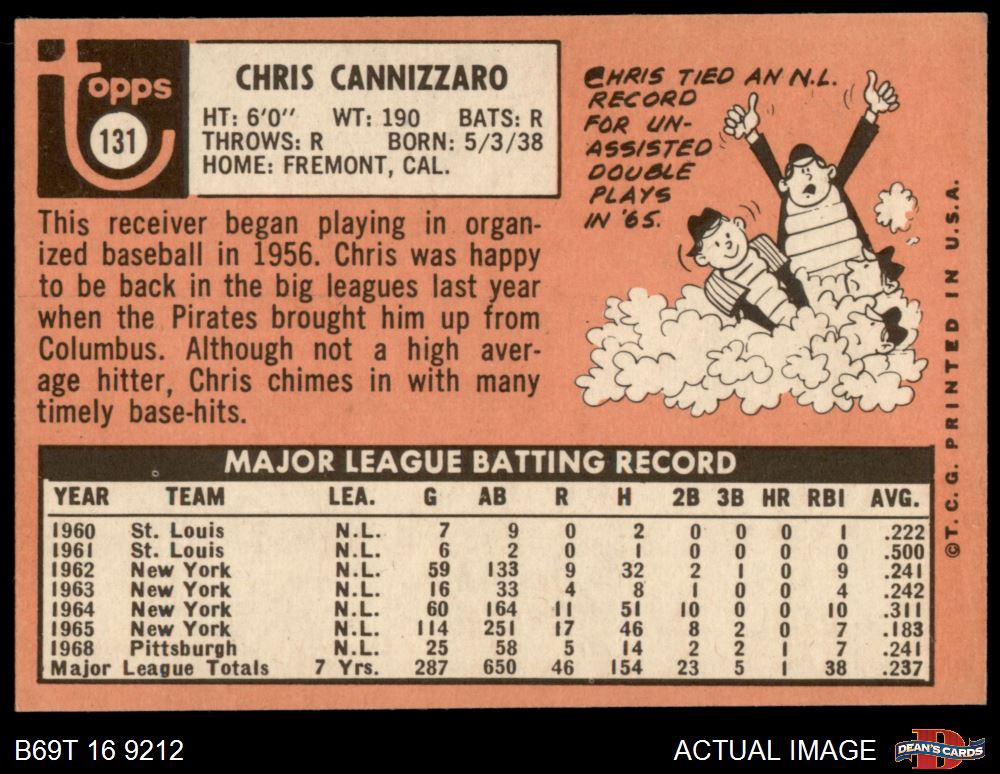 Topps
131
CHRIS CANNIZZARO
HT: 6'0" WT: 190 BATS: R
THROWS: R BORN: 5/3/38
HOME: FREMONT, CAL.
CHRIS TIED AN N.L.
RECORD
FOR UN-
ASSISTED
DOUBLE
PLAYS
IN '65.
This receiver began playing in organ-
ized baseball in 1956. Chris was happy
to be back in the big leagues last year
when the Pirates brought him up from
Columbus. Although not a high aver-
age hitter, Chris chimes in with many
timely base-hits.
MAJOR LEAGUE BATTING RECORD
YEAR TEAM LEA. G AB R H 2B 3B HR RBI AVG.
1960 St. Louis N.L. 7 9 0 2 0 0 0 1 .222
1961 St. Louis N.L. 6 2 0 1 0 0 0 0 .500
1962 New York N.L. 59 133 9 32 2 1 0 9 .241
1963 New York N.L. 16 33 4 8 1 0 0 4 .242
1964 New York N.L. 60 164 11 51 10 0 0 10 .311
1965 New York N.L. 114 251 17 46 8 2 0 7 .183
1968 Pittsburgh N.L. 25 58 5 14 2 2 1 7 .241
Major League Totals 7 Yrs. 287 650 46 154 23 5 1 38 .237
©T.C.G. PRINTED IN U.S.A.
B69T 16 9212
ACTUAL IMAGE
D
DEAN'S CARDS